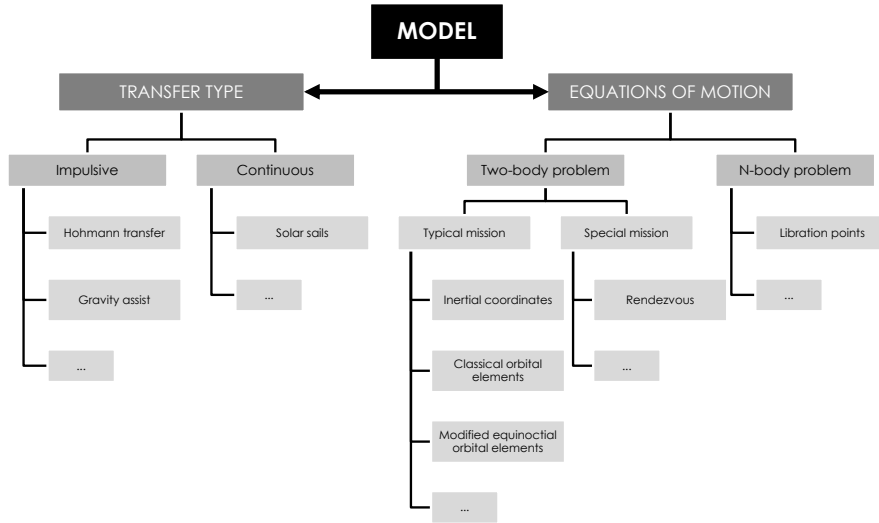 MODEL
TRANSFER TYPE
EQUATIONS OF MOTION
Impulsive
Continuous
Two-body problem
N-body problem
Hohmann transfer
Solar sails
Typical mission
Special mission
Libration points
Gravity assist
...
Inertial coordinates
Rendezvous
...
...
Classical orbital
elements
...
Modified equinoctial
orbital elements
...